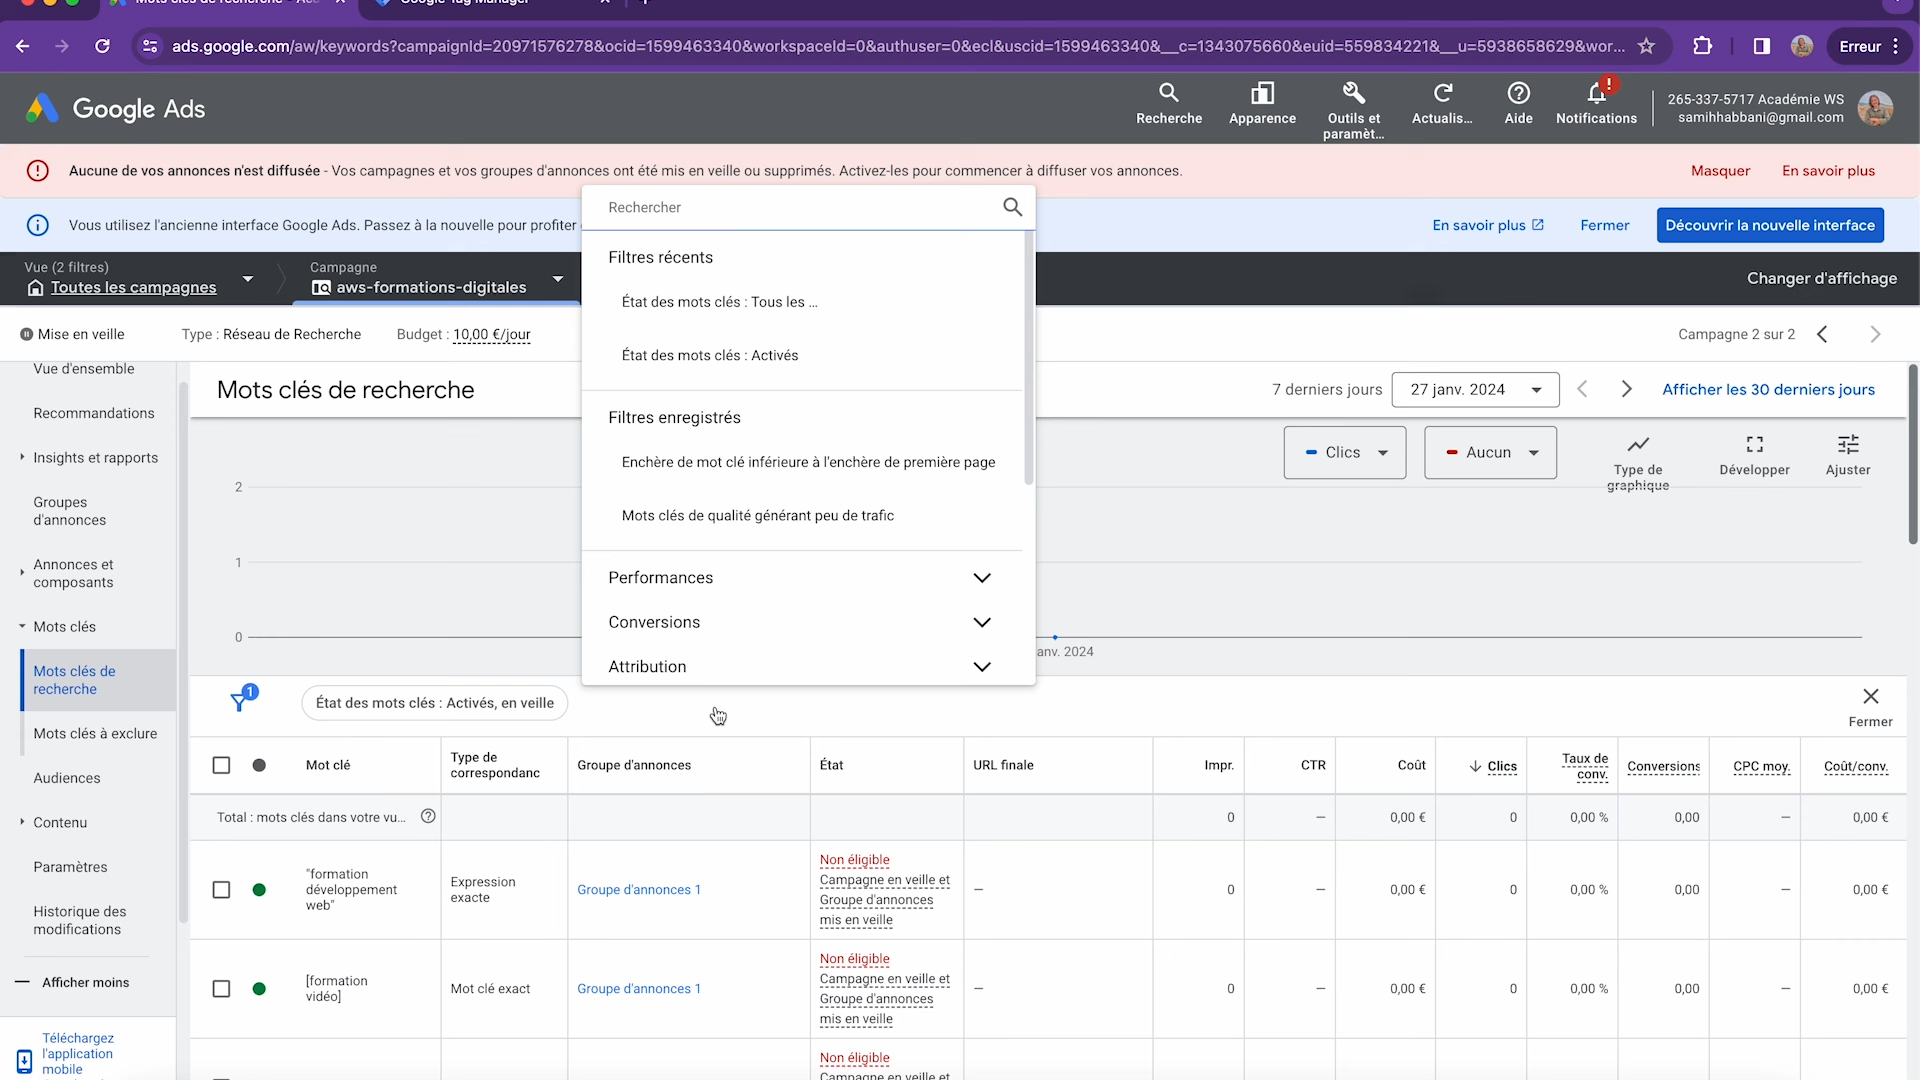 ads.google.com/aw/keywords?campaignId=20971576278&ocid=1599463340&workspaceId=0&authuser=0&ecl&uscid=1599463340&__c=1343075660&euid=559834221&__u=5938658629&wor...
Erreur
Google Ads
Recherche
Apparence
Outils et
paramèt...
Actualis...
Aide
Notifications
265-337-5717 Académie WS
samihhabbani@gmail.com
Aucune de vos annonces n'est diffusée - Vos campagnes et vos groupes d'annonces ont été mis en veille ou supprimés. Activez-les pour commencer à diffuser vos annonces.
Masquer
En savoir plus
Vous utilisez l'ancienne interface Google Ads. Passez à la nouvelle pour profiter
En savoir plus
Fermer
Découvrir la nouvelle interface
Vue (2 filtres)
Toutes les campagnes
Campagne
aws-formations-digitales
Changer d'affichage
Mise en veille
Type : Réseau de Recherche
Budget : 10,00 €/jour
Campagne 2 sur 2
Rechercher
Filtres récents
État des mots clés : Tous les ...
État des mots clés : Activés
Filtres enregistrés
Enchère de mot clé inférieure à l'enchère de première page
Mots clés de qualité générant peu de trafic
Performances
Conversions
Attribution
Vue d'ensemble
Recommandations
Insights et rapports
Groupes
d'annonces
Annonces et
composants
Mots clés
Mots clés de
recherche
Mots clés à exclure
Audiences
Contenu
Paramètres
Historique des
modifications
Afficher moins
Téléchargez
l'application
mobile
Mots clés de recherche
7 derniers jours
27 janv. 2024
Afficher les 30 derniers jours
Clics
Aucun
Type de
graphique
Développer
Ajuster
2
1
0
anv. 2024
1
État des mots clés : Activés, en veille
Fermer
Mot clé
Type de
correspondanc
Groupe d'annonces
État
URL finale
Impr.
CTR
Coût
Clics
Taux de
conv.
Conversions
CPC moy.
Coût/conv.
Total : mots clés dans votre vu...
0
–
0,00 €
0
0,00 %
0,00
–
0,00 €
"formation
développement
web"
Expression
exacte
Groupe d'annonces 1
Non éligible
Campagne en veille et
Groupe d'annonces
mis en veille
–
0
–
0,00 €
0
0,00 %
0,00
–
0,00 €
[formation
vidéo]
Mot clé exact
Groupe d'annonces 1
Non éligible
Campagne en veille et
Groupe d'annonces
mis en veille
–
0
–
0,00 €
0
0,00 %
0,00
–
0,00 €
Non éligible
Campagne en veille et